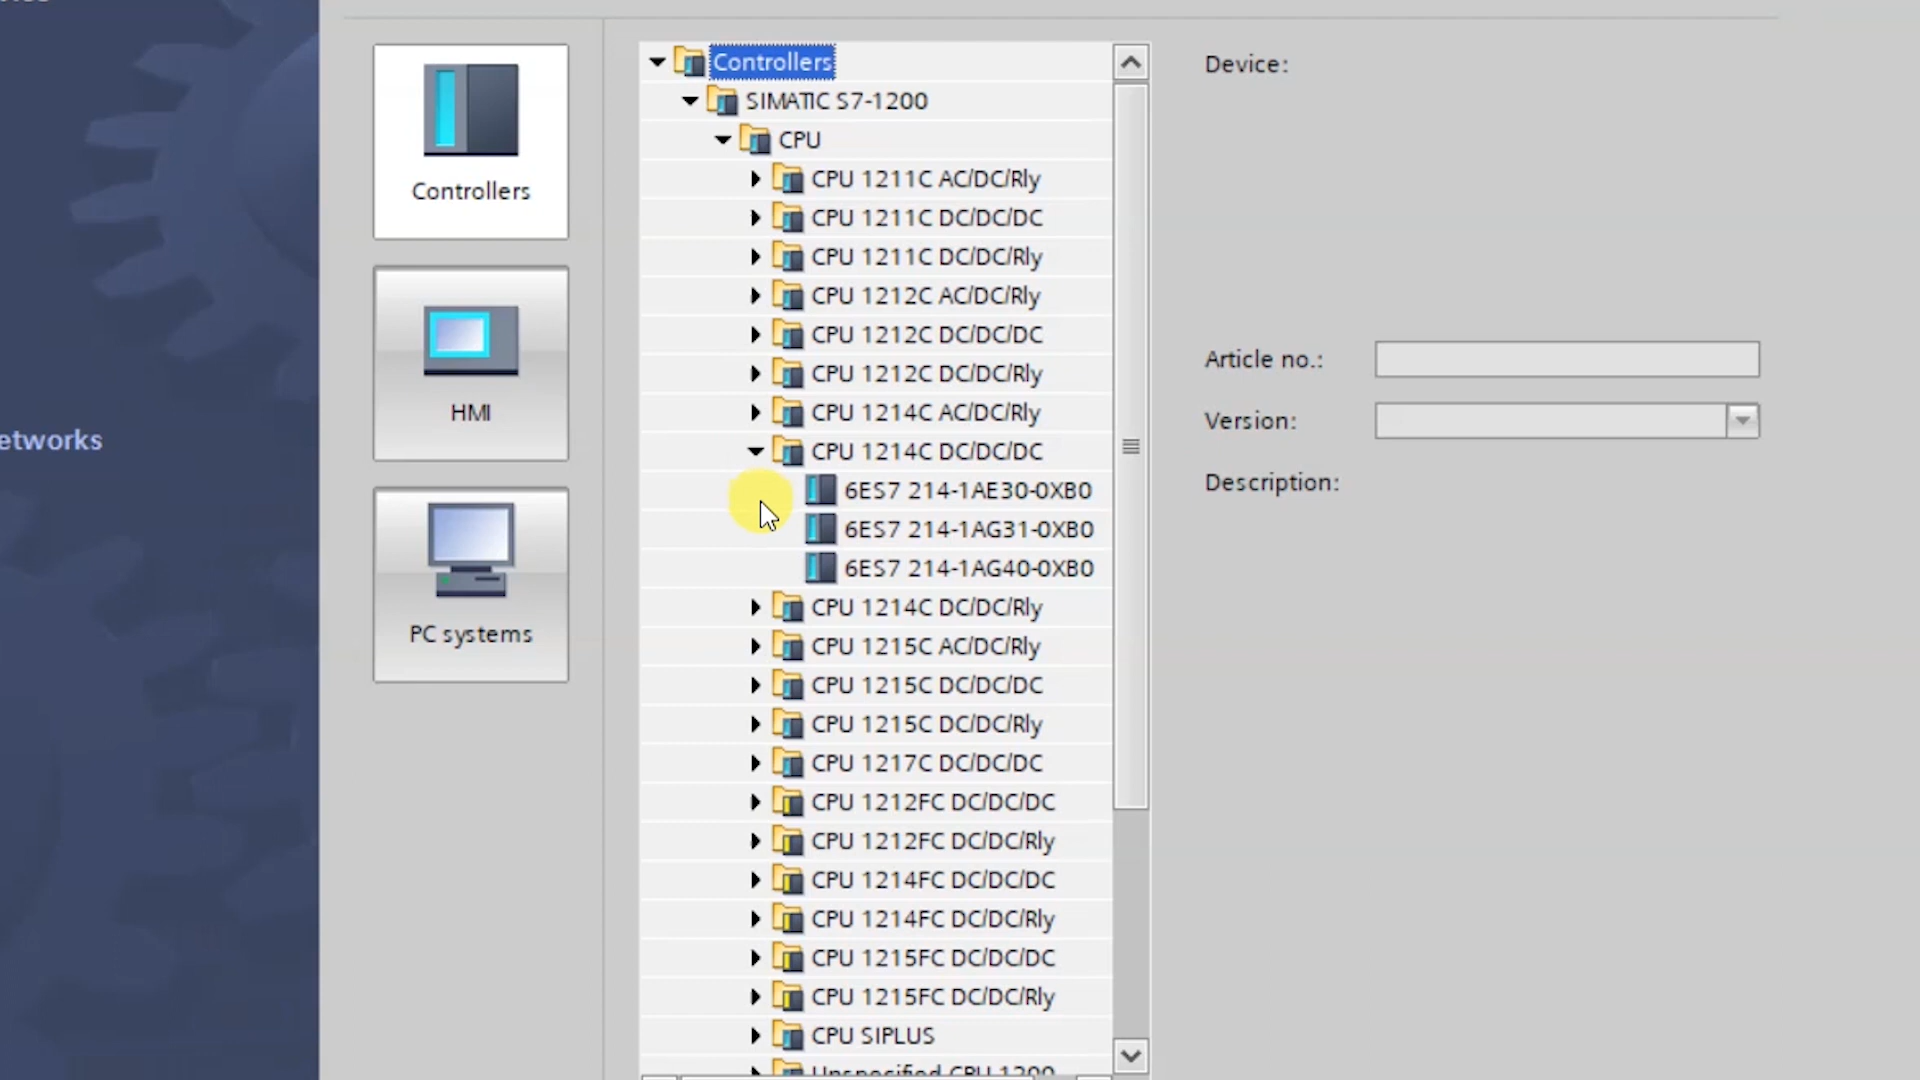 Controllers
HMI
PC systems
etworks
Controllers
SIMATIC S7-1200
CPU
CPU 1211C AC/DC/Rly
CPU 1211C DC/DC/DC
CPU 1211C DC/DC/Rly
CPU 1212C AC/DC/Rly
CPU 1212C DC/DC/DC
CPU 1212C DC/DC/Rly
CPU 1214C AC/DC/Rly
CPU 1214C DC/DC/DC
6ES7 214-1AE30-0XB0
6ES7 214-1AG31-0XB0
6ES7 214-1AG40-0XB0
CPU 1214C DC/DC/Rly
CPU 1215C AC/DC/Rly
CPU 1215C DC/DC/DC
CPU 1215C DC/DC/Rly
CPU 1217C DC/DC/DC
CPU 1212FC DC/DC/DC
CPU 1212FC DC/DC/Rly
CPU 1214FC DC/DC/DC
CPU 1214FC DC/DC/Rly
CPU 1215FC DC/DC/DC
CPU 1215FC DC/DC/Rly
CPU SIPLUS
Unspecified CPU 1200
Device:
Article no.:
Version:
Description: